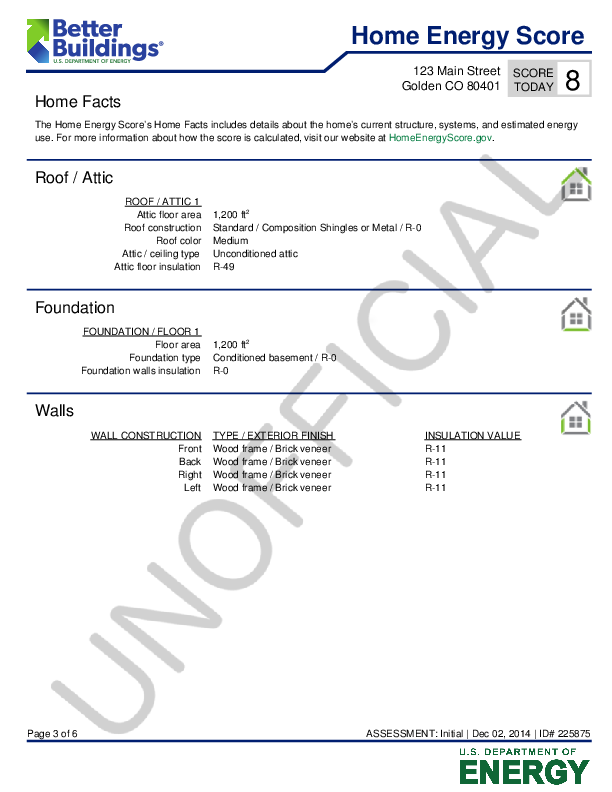 Better
Buildings®
U.S. DEPARTMENT OF ENERGY
Home Energy Score
123 Main Street
Golden CO 80401
SCORE
TODAY
8
Home Facts
The Home Energy Score's Home Facts includes details about the home's current structure, systems, and estimated energy
use. For more information about how the score is calculated, visit our website at HomeEnergyScore.gov.
Roof / Attic
ROOF / ATTIC 1
Attic floor area 1,200 ft²
Roof construction Standard / Composition Shingles or Metal / R-0
Roof color Medium
Attic / ceiling type Unconditioned attic
Attic floor insulation R-49
Foundation
FOUNDATION / FLOOR 1
Floor area 1,200 ft²
Foundation type Conditioned basement / R-0
Foundation walls insulation R-0
Walls
WALL CONSTRUCTION TYPE / EXTERIOR FINISH INSULATION VALUE
Front Wood frame / Brick veneer R-11
Back Wood frame / Brick veneer R-11
Right Wood frame / Brick veneer R-11
Left Wood frame / Brick veneer R-11
UNOFFICIAL
Page 3 of 6 ASSESSMENT: Initial | Dec 02, 2014 | ID# 225875
U.S. DEPARTMENT OF
ENERGY